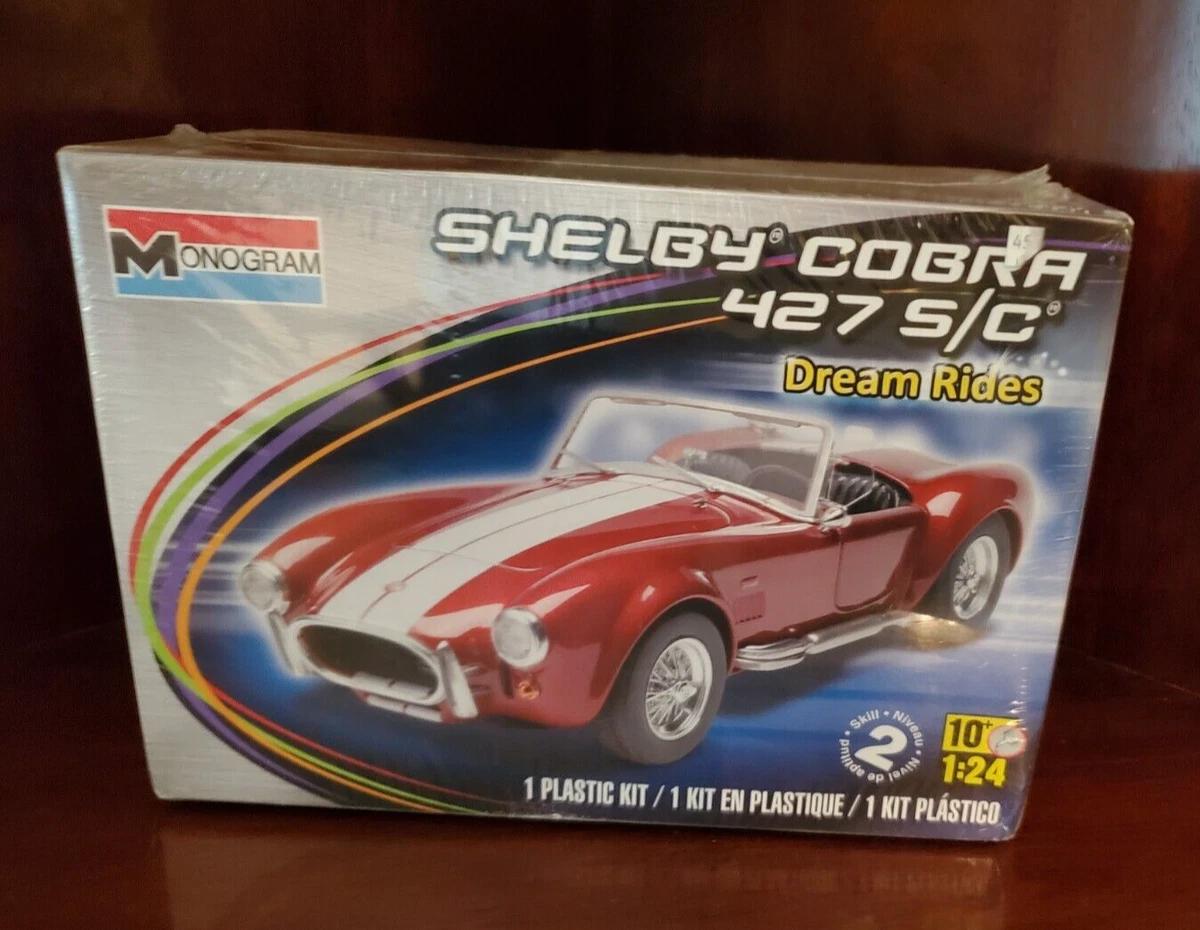 MONOGRAM
SHELBY® COBRA
427 S/C®
Dream Rides
Skill • Niveau • Nivel de aptitud
2
10+
1:24
1 PLASTIC KIT / 1 KIT EN PLASTIQUE / 1 KIT PLÁSTICO